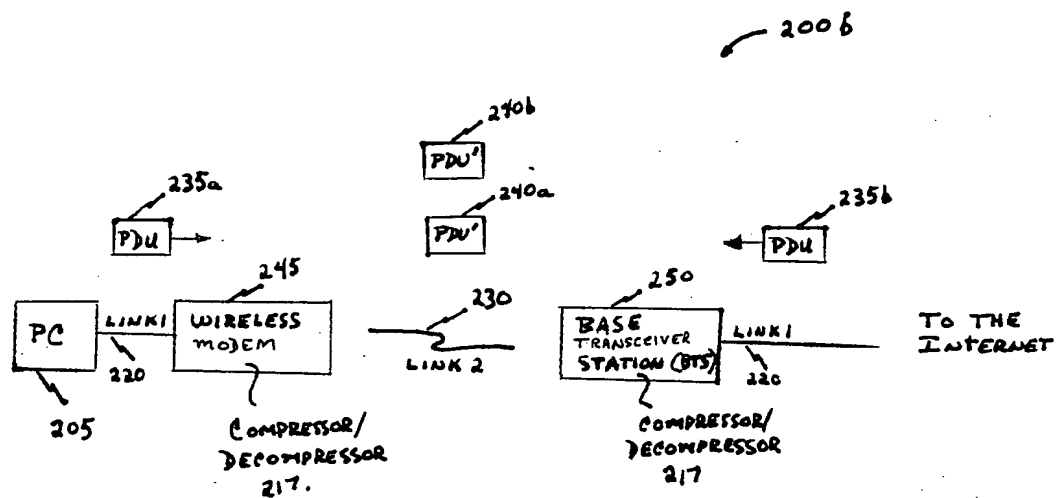 200b
240b
PDU'
235a
240a
235b
PDU
PDU'
PDU
245
230
250
PC
LINK1
WIRELESS
MODEM
LINK 2
BASE
TRANSCEIVER
STATION (BTS)
LINK1
TO THE
INTERNET
220
220
205
COMPRESSOR/
DECOMPRESSOR
217.
COMPRESSOR/
DECOMPRESSOR
217